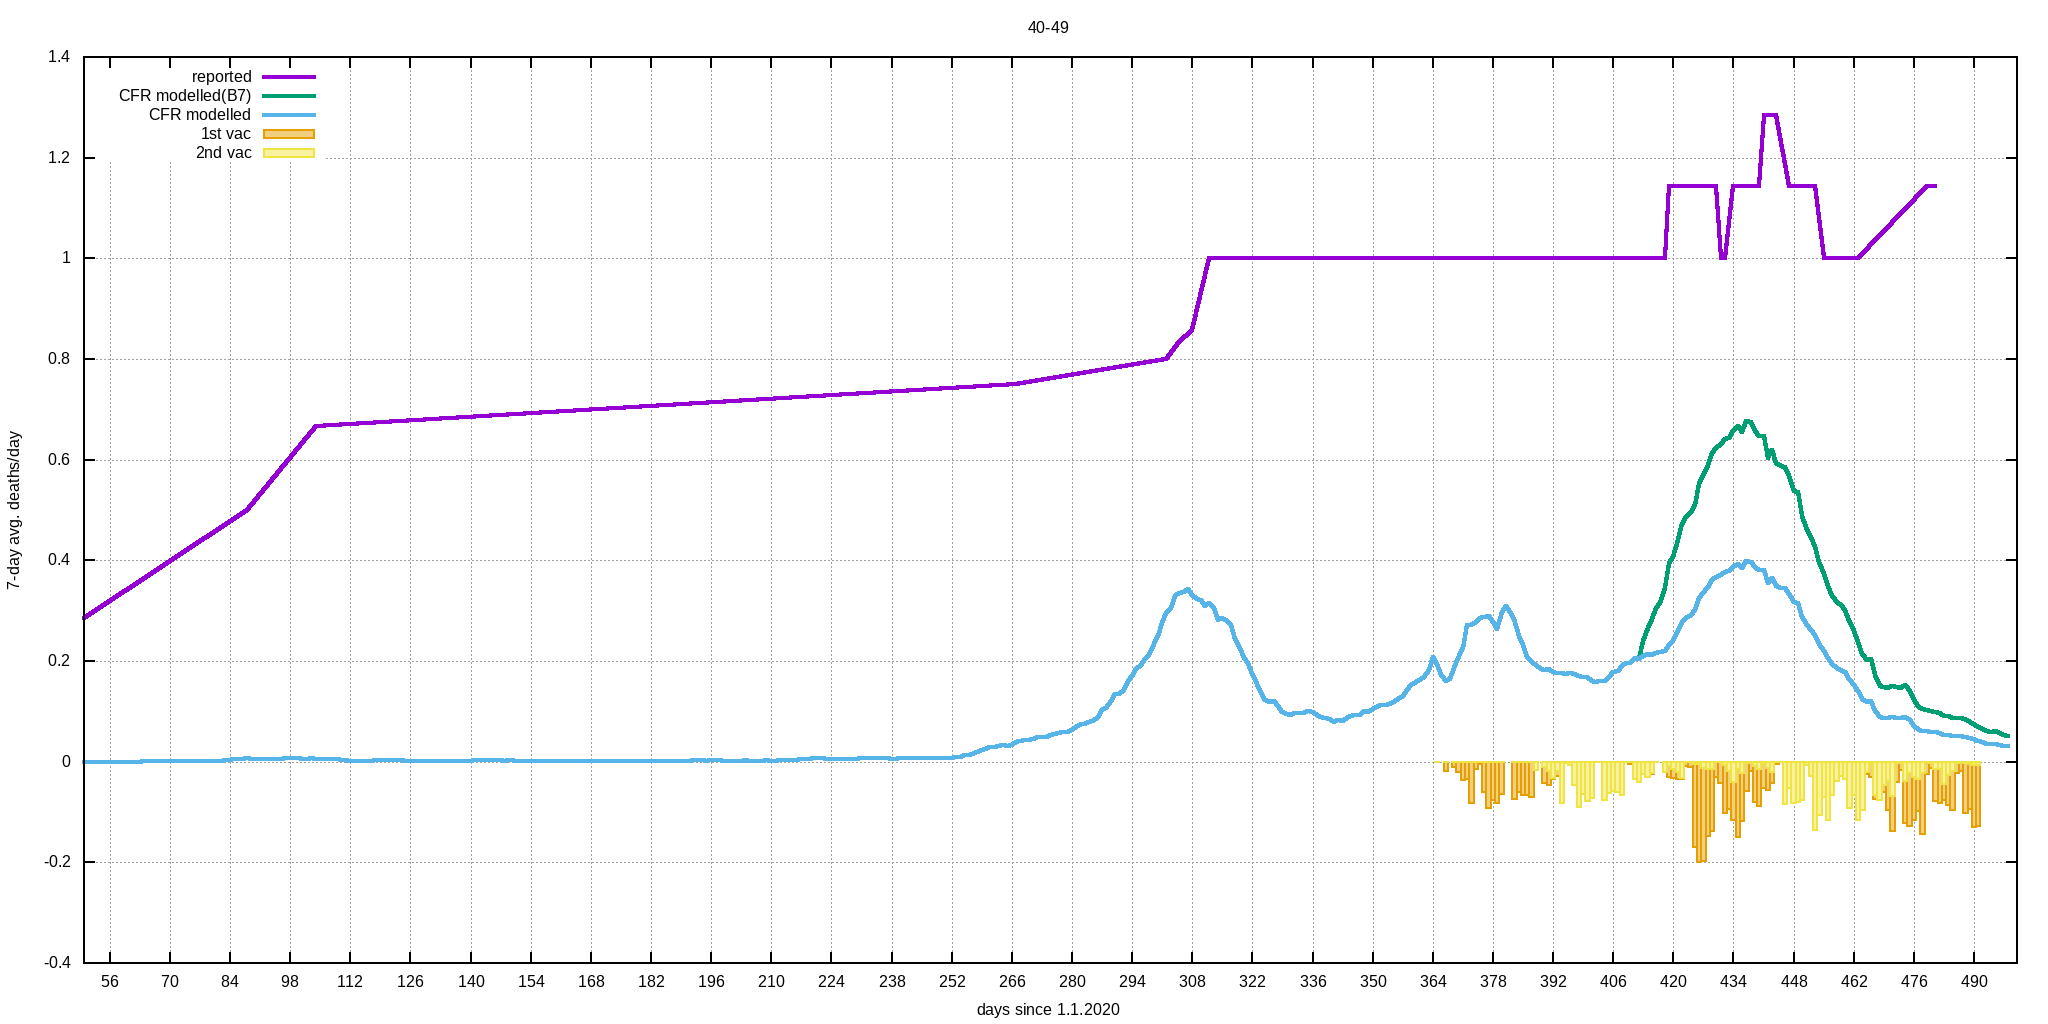 40-49
1.4
1.2
1
0.8
0.6
0.4
0.2
0
-0.2
-0.4
7-day avg. deaths/day
reported
CFR modelled(B7)
CFR modelled
1st vac
2nd vac
56 70 84 98 112 126 140 154 168 182 196 210 224 238 252 266 280 294 308 322 336 350 364 378 392 406 420 434 448 462 476 490
days since 1.1.2020